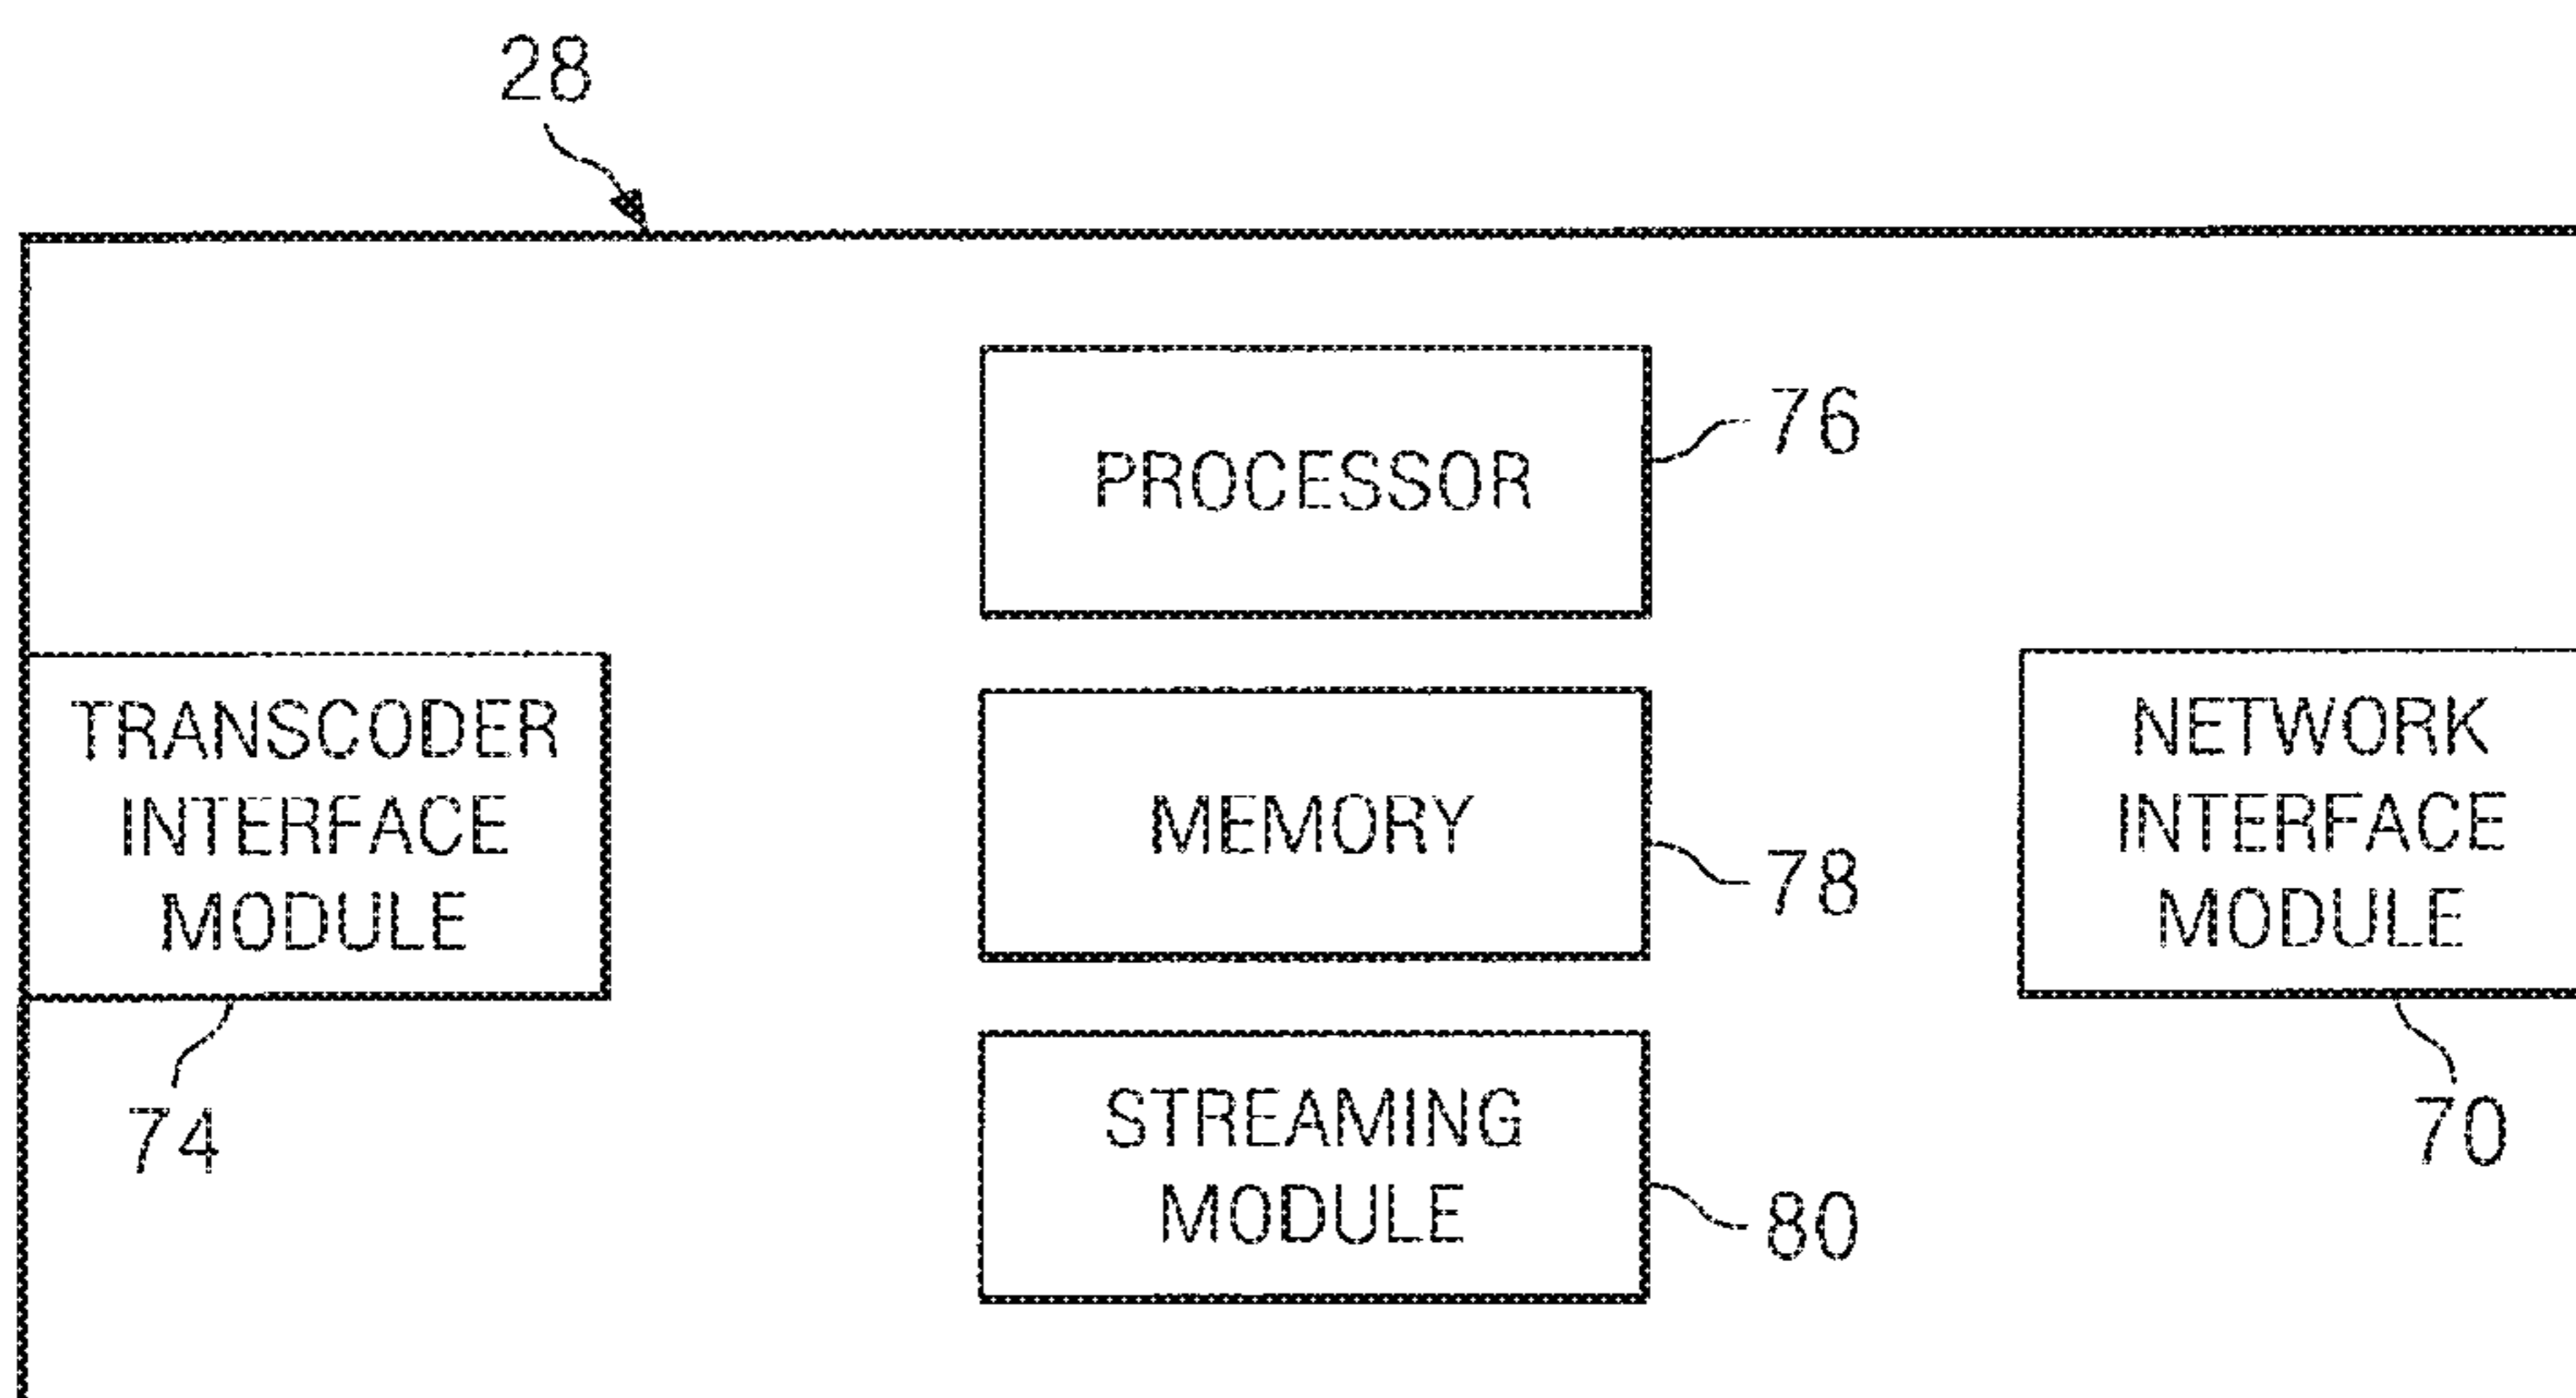 28
PROCESSOR
76
TRANSCODER
INTERFACE
MODULE
74
MEMORY
78
NETWORK
INTERFACE
MODULE
70
STREAMING
MODULE
80